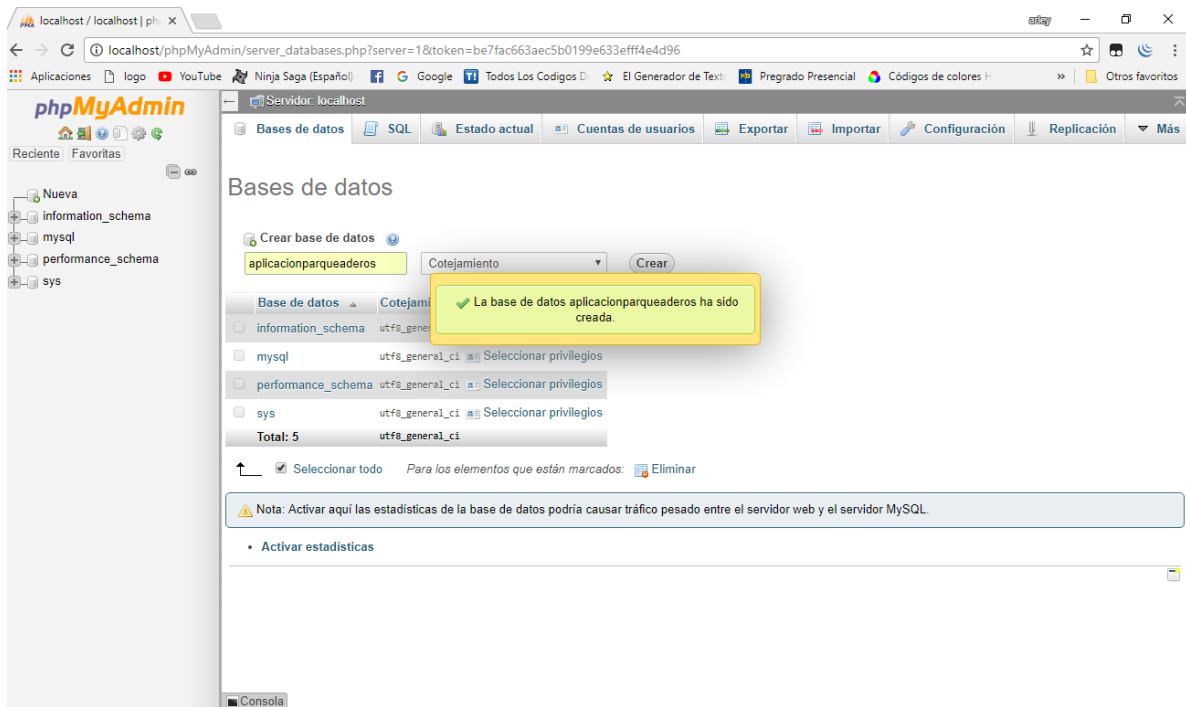 localhost / localhost | ph
arley
localhost/phpMyAdmin/server_databases.php?server=1&token=be7fac663aec5b0199e633efff4e4d96
Aplicaciones logo YouTube Ninja Saga (Español) Google Todos Los Codigos D El Generador de Texto Pregrado Presencial Códigos de colores H » Otros favoritos
phpMyAdmin
Reciente Favoritas
Nueva
information_schema
mysql
performance_schema
sys
Servidor: localhost
Bases de datos SQL Estado actual Cuentas de usuarios Exportar Importar Configuración Replicación Más
Bases de datos
Crear base de datos
aplicacionparqueaderos Cotejamiento Crear
La base de datos aplicacionparqueaderos ha sido
creada.
Base de datos Cotejami
information_schema utf8_gene
mysql utf8_general_ci Seleccionar privilegios
performance_schema utf8_general_ci Seleccionar privilegios
sys utf8_general_ci Seleccionar privilegios
Total: 5 utf8_general_ci
Seleccionar todo Para los elementos que están marcados: Eliminar
Nota: Activar aquí las estadísticas de la base de datos podría causar tráfico pesado entre el servidor web y el servidor MySQL.
• Activar estadísticas
Consola